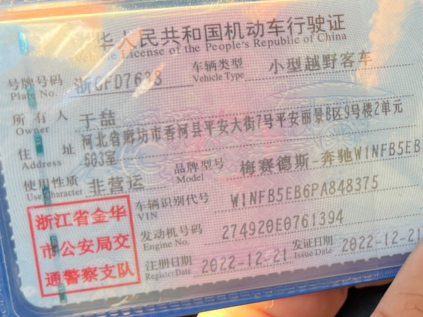 华人民共和国机动车行驶证
License of the People's Republic of China
号牌号码 浙GFD7638 车辆类型 小型越野客车
Plate No. Vehicle Type
所有人 于喆
Owner
住址 河北省廊坊市香河县平安大街7号平安丽景B区9号楼2单元
Address 503室
使用性质 非营运 品牌型号 梅赛德斯-奔驰W1NFB5EB
Use Character Model
浙江省金华
市公安局交
通警察支队
车辆识别代号 W1NFB5EB6PA848375
VIN
发动机号码 274920E0761394
Engine No.
注册日期 2022-12-21 发证日期 2022-12-21
Register Date Issue Date